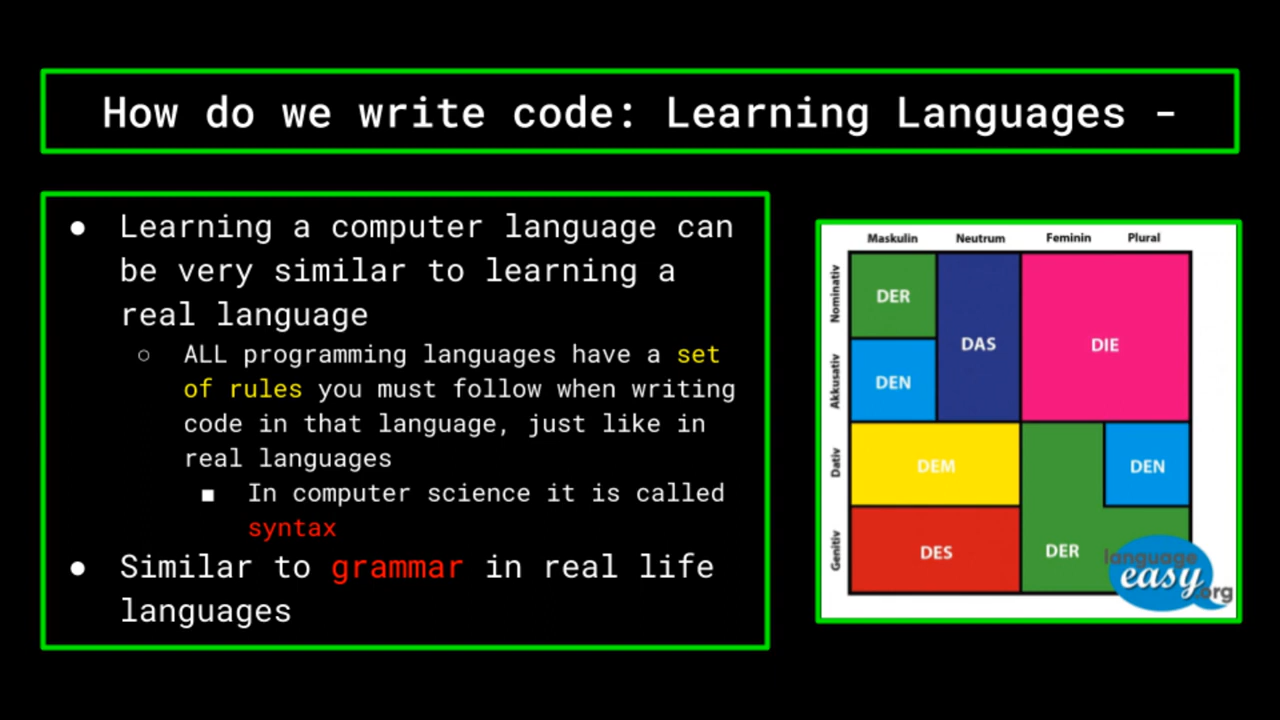 How do we write code: Learning Languages -
● Learning a computer language can
be very similar to learning a
real language
○ ALL programming languages have a set
of rules you must follow when writing
code in that language, just like in
real languages
■ In computer science it is called
syntax
● Similar to grammar in real life
languages
Maskulin Neutrum Feminin Plural
Nominativ
DER
DAS
DIE
Akkusativ
DEN
Dativ
DEM
DEN
Genitiv
DES
DER
language
easy
.org